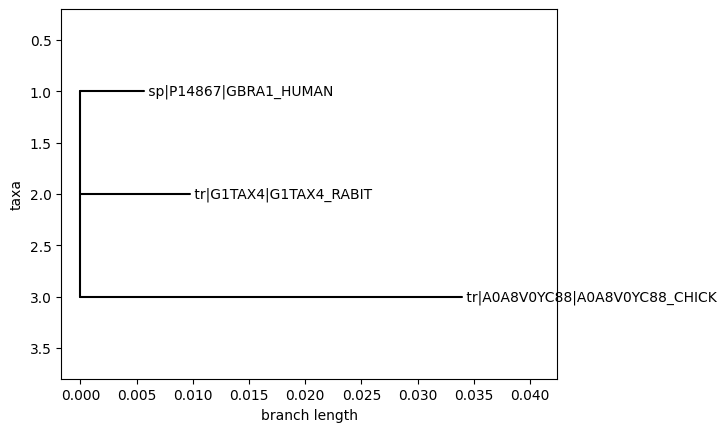 0.5
1.0
sp|P14867|GBRA1_HUMAN
1.5
taxa
2.0
tr|G1TAX4|G1TAX4_RABIT
2.5
3.0
tr|A0A8V0YC88|A0A8V0YC88_CHICK
3.5
0.000 0.005 0.010 0.015 0.020 0.025 0.030 0.035 0.040
branch length